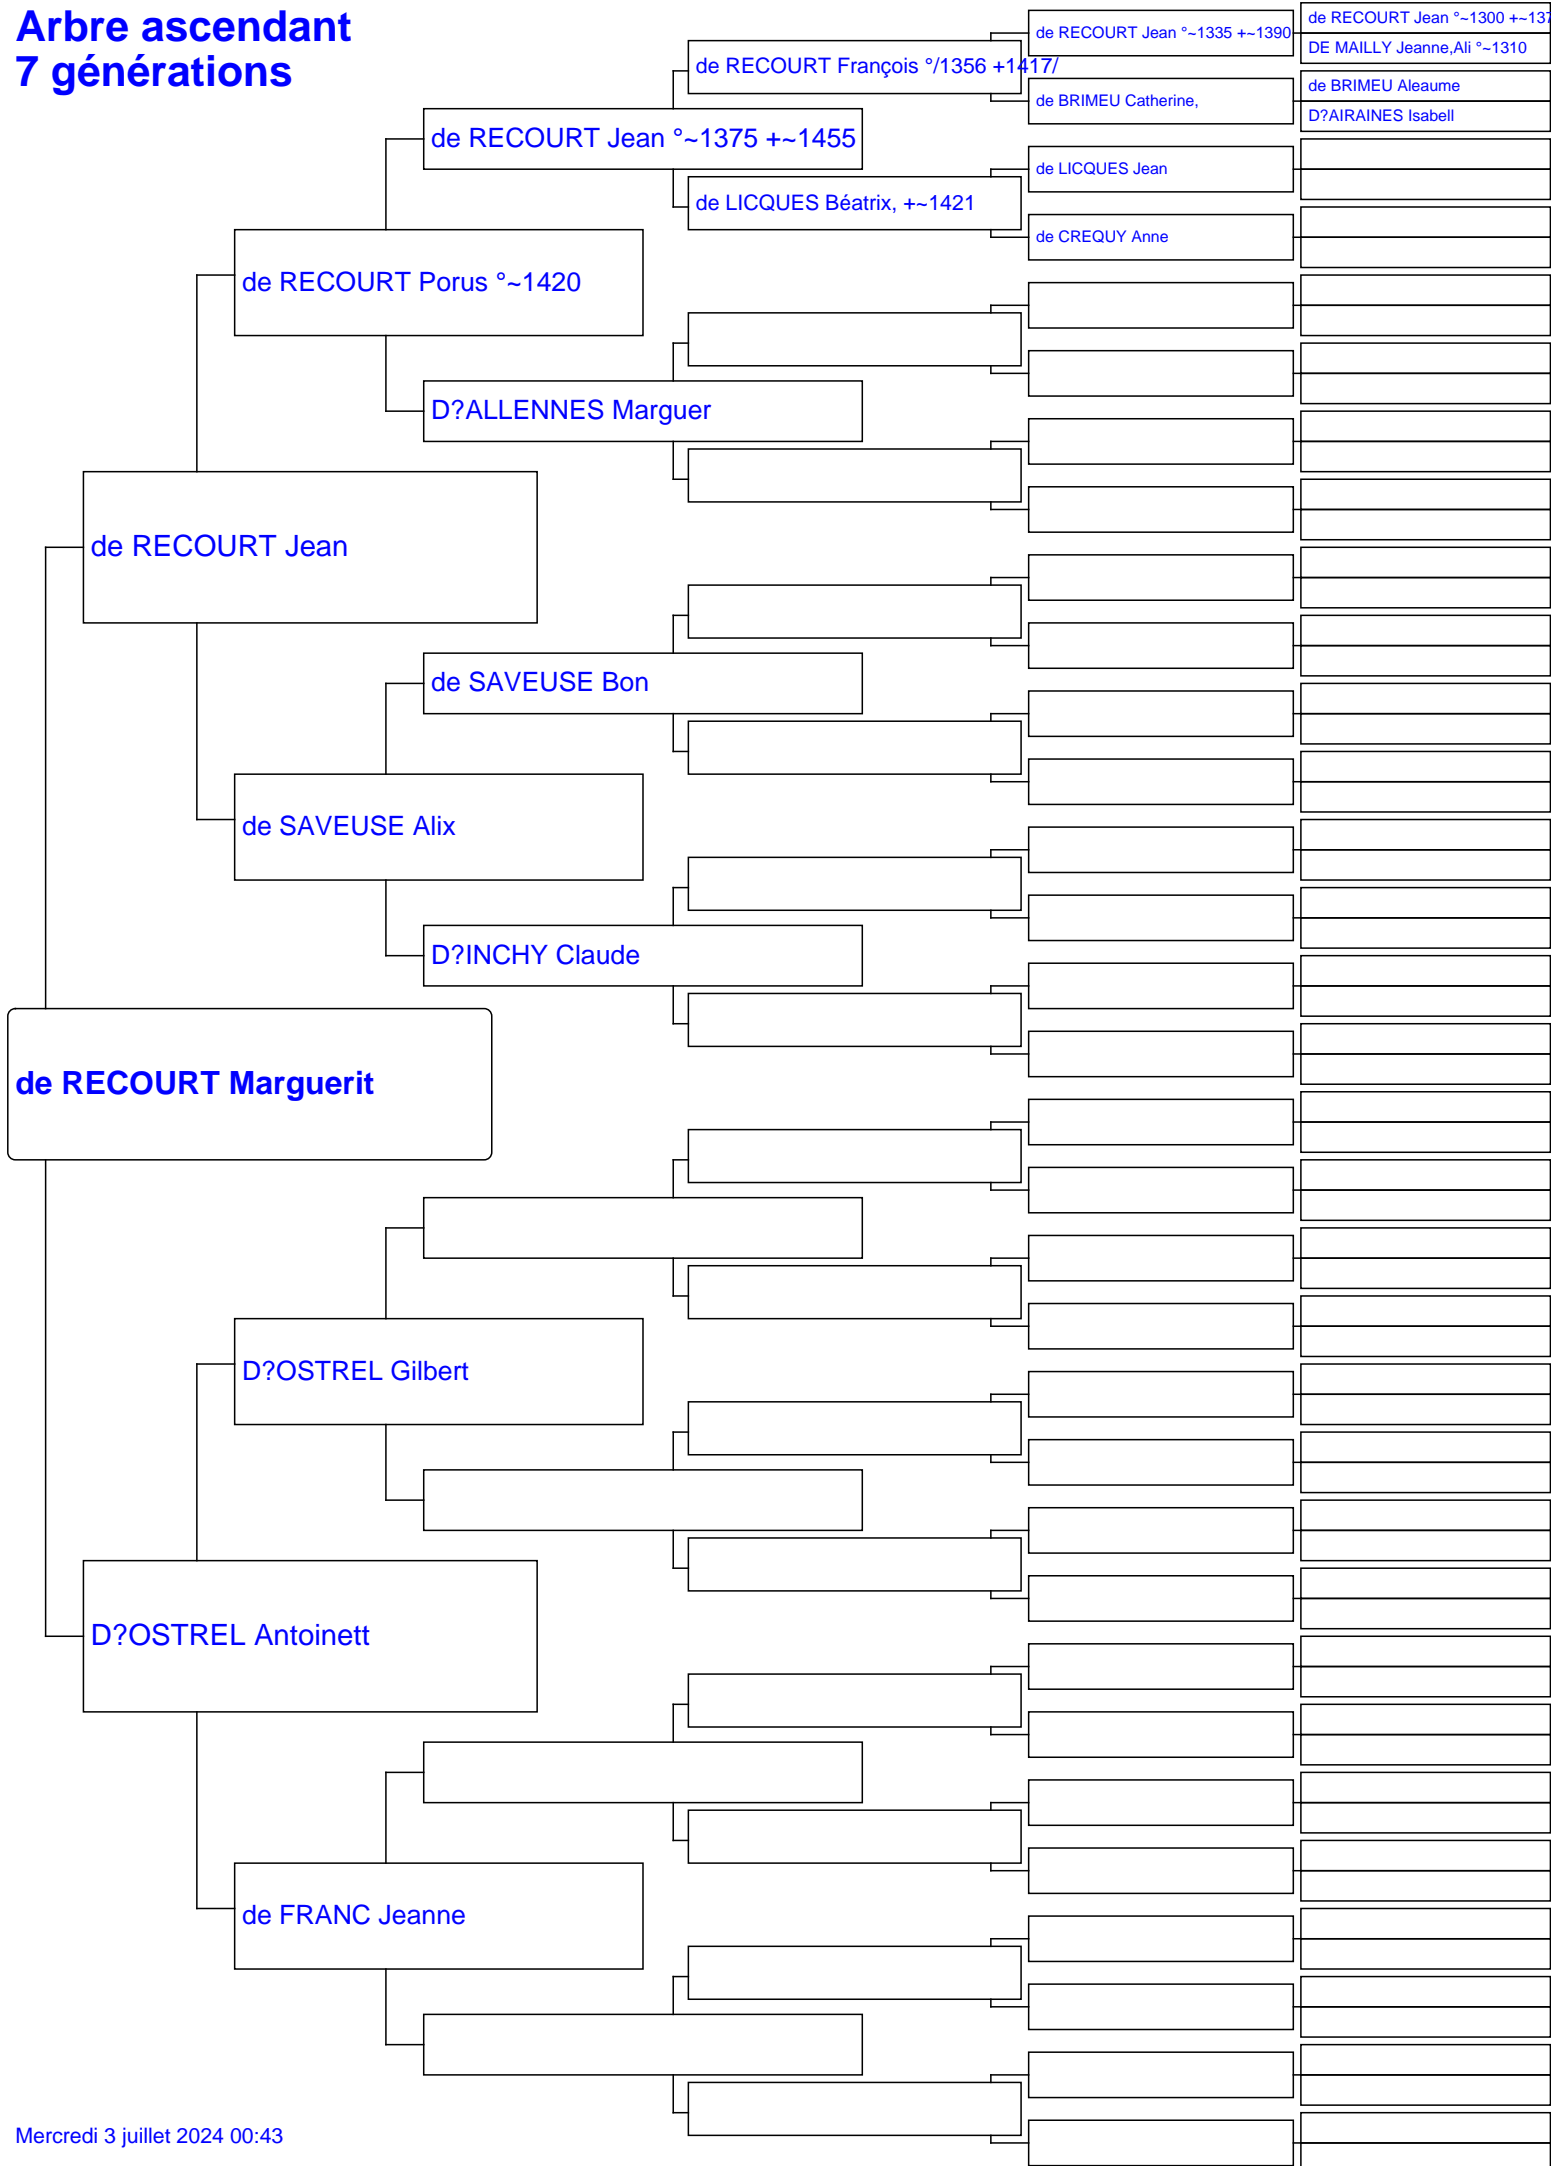 Arbre ascendant
7 générations
de RECOURT Jean °~1300 +~137
de RECOURT Jean °~1335 +~1390
DE MAILLY Jeanne,Ali °~1310
de RECOURT François °/1356 +1417/
de BRIMEU Aleaume
de BRIMEU Catherine,
D?AIRAINES Isabell
de RECOURT Jean °~1375 +~1455
de LICQUES Jean
de LICQUES Béatrix, +~1421
de CREQUY Anne
de RECOURT Porus °~1420
D?ALLENNES Marguer
de RECOURT Jean
de SAVEUSE Bon
de SAVEUSE Alix
D?INCHY Claude
de RECOURT Marguerit
D?OSTREL Gilbert
D?OSTREL Antoinett
de FRANC Jeanne
Mercredi 3 juillet 2024 00:43